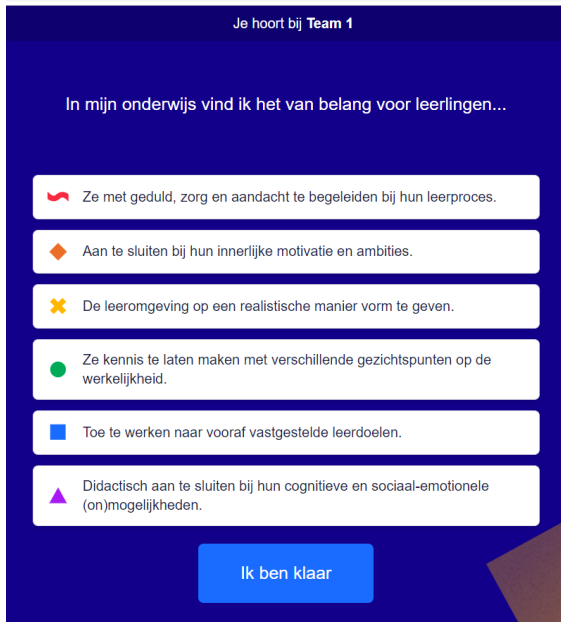 Je hoort bij Team 1
In mijn onderwijs vind ik het van belang voor leerlingen...
Ze met geduld, zorg en aandacht te begeleiden bij hun leerproces.
Aan te sluiten bij hun innerlijke motivatie en ambities.
De leeromgeving op een realistische manier vorm te geven.
Ze kennis te laten maken met verschillende gezichtspunten op de
werkelijkheid.
Toe te werken naar vooraf vastgestelde leerdoelen.
Didactisch aan te sluiten bij hun cognitieve en sociaal-emotionele
(on)mogelijkheden.
Ik ben klaar